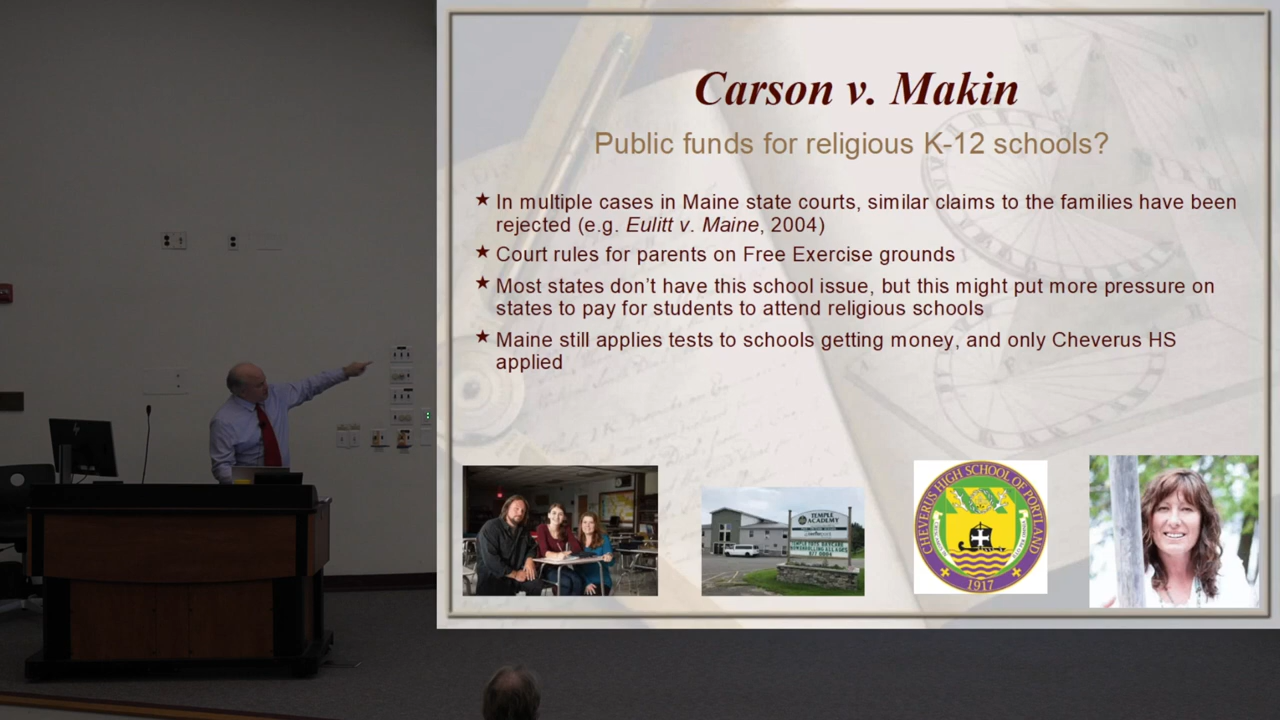 Carson v. Makin
Public funds for religious K-12 schools?
In multiple cases in Maine state courts, similar claims to the families have been
rejected (e.g. Eulitt v. Maine, 2004)
Court rules for parents on Free Exercise grounds
Most states don't have this school issue, but this might put more pressure on
states to pay for students to attend religious schools
Maine still applies tests to schools getting money, and only Cheverus HS
applied
TEMPLE
ACADEMY
CHEVERUS HIGH SCHOOL OF PORTLAND
1917
hp